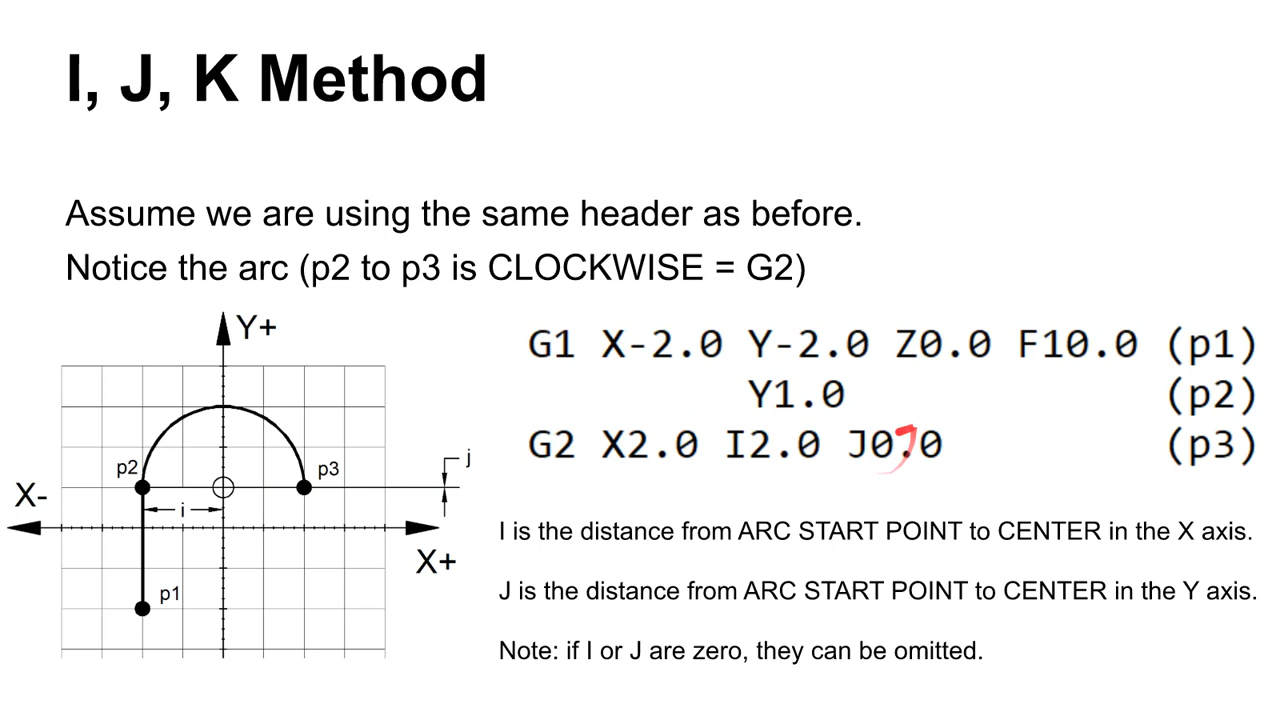 I, J, K Method
Assume we are using the same header as before.
Notice the arc (p2 to p3 is CLOCKWISE = G2)
Y+
G1 X-2.0 Y-2.0 Z0.0 F10.0 (p1)
Y1.0 (p2)
G2 X2.0 I2.0 J0.0 (p3)
p2
p3
j
X-
i
X+
p1
I is the distance from ARC START POINT to CENTER in the X axis.
J is the distance from ARC START POINT to CENTER in the Y axis.
Note: if I or J are zero, they can be omitted.